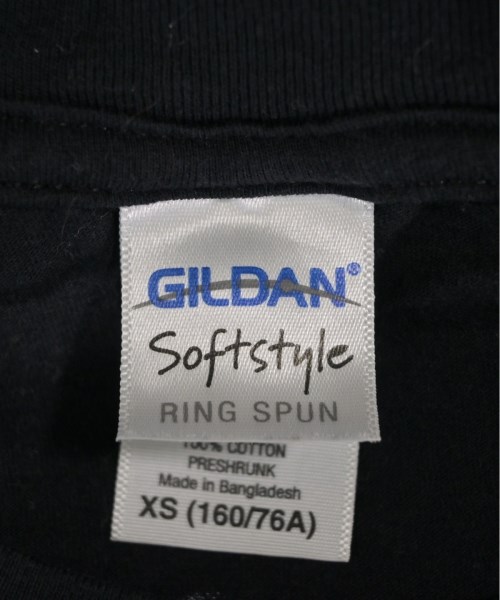 GILDAN®
Softstyle
RING SPUN
100% COTTON
PRESHRUNK
Made in Bangladesh
XS (160/76A)